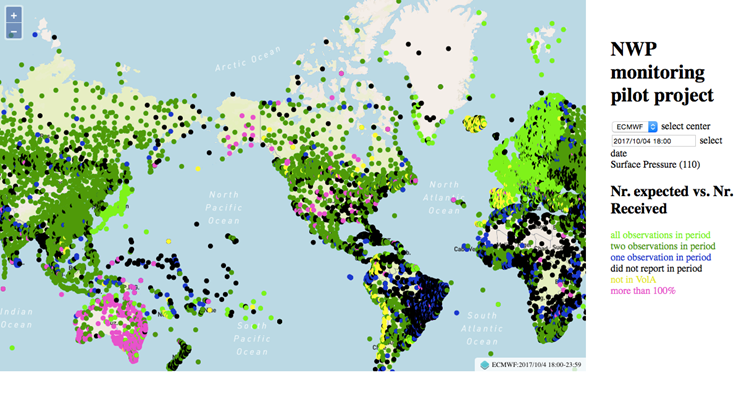 +
−
Arctic Ocean
NWP
monitoring
pilot project
ECMWF select center
2017/10/04 18:00 select
date
Surface Pressure (110)
North
Pacific
Ocean
North
Atlantic
Ocean
Nr. expected vs. Nr.
Received
all observations in period
two observations in period
one observation in period
did not report in period
not in VolA
more than 100%
Indian
Ocean
South
Pacific
Ocean
South
Atlantic
Ocean
ECMWF:2017/10/4 18:00-23:59